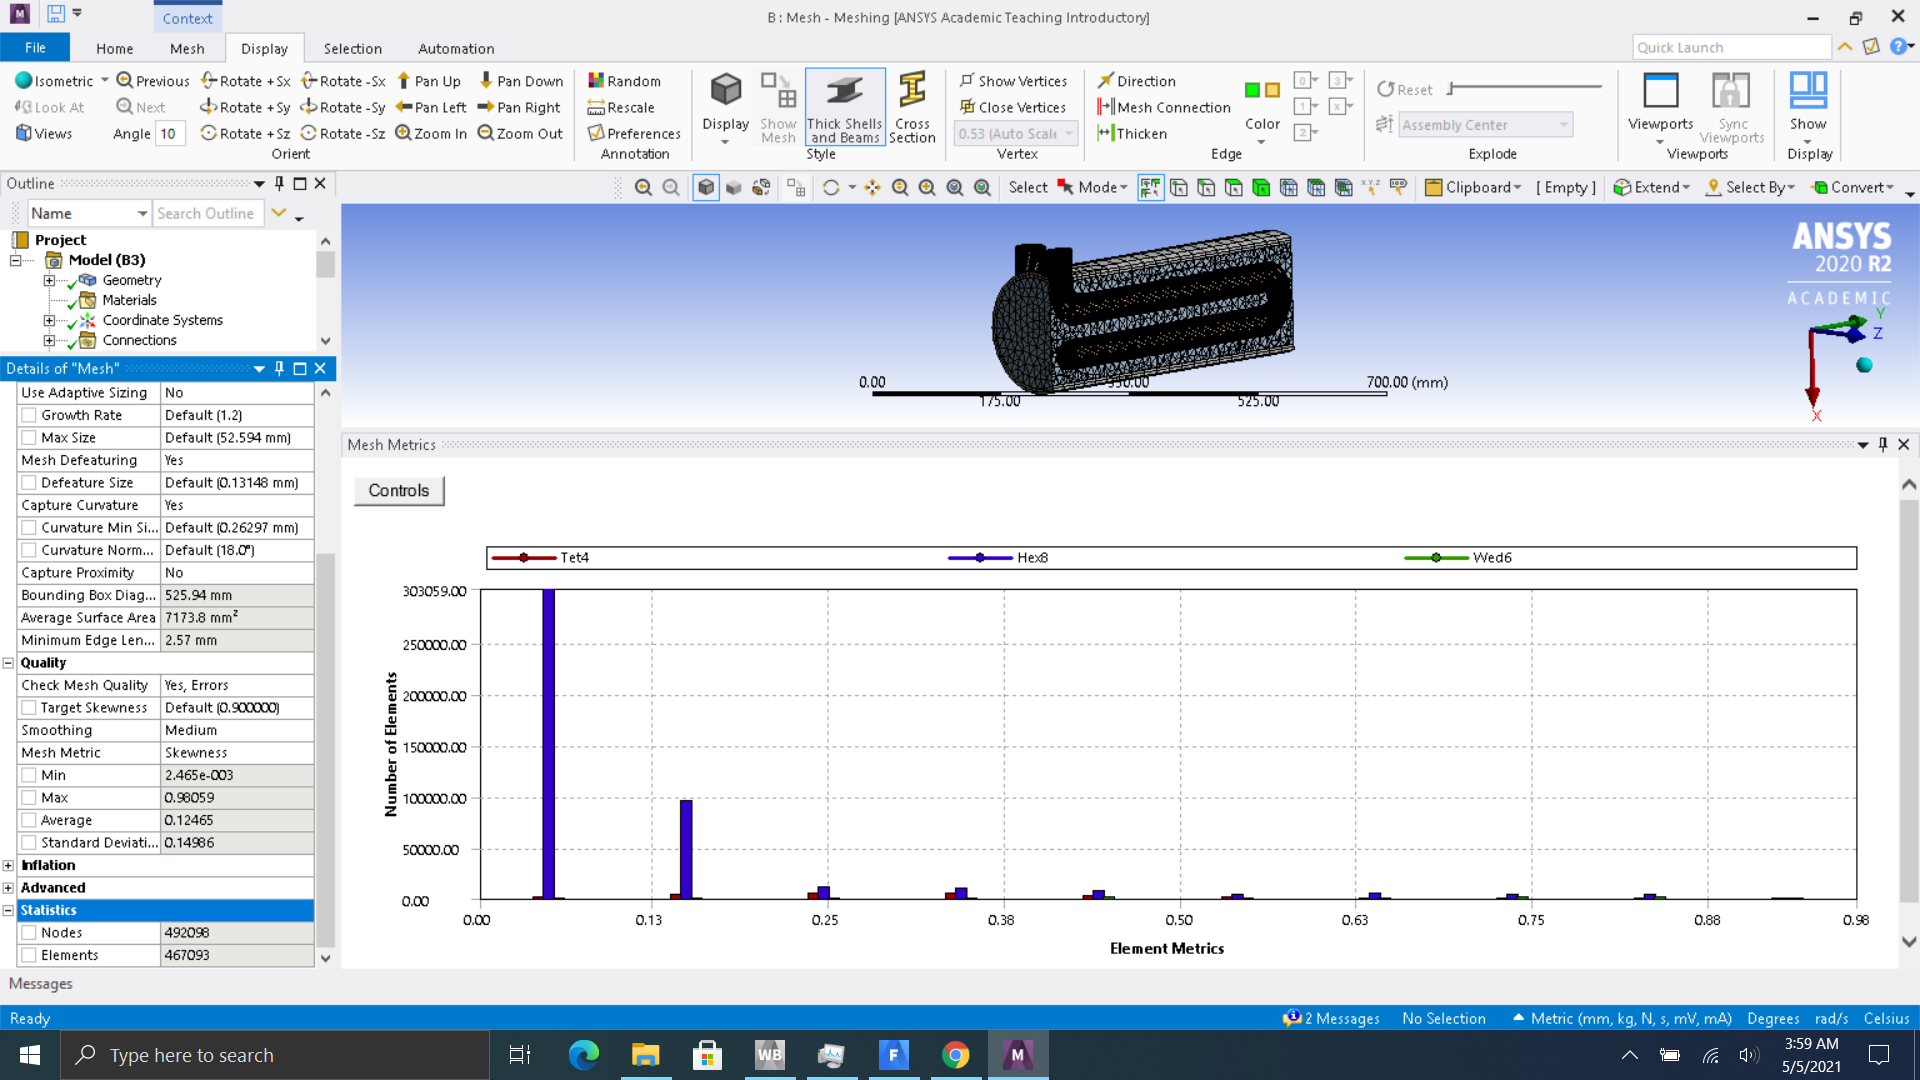 Context
B : Mesh - Meshing [ANSYS Academic Teaching Introductory]
File
Home
Mesh
Display
Selection
Automation
Quick Launch
Isometric
Previous
Rotate +Sx
Rotate -Sx
Pan Up
Pan Down
Random
Show Vertices
Direction
Reset
Look At
Next
Rotate +Sy
Rotate -Sy
Pan Left
Pan Right
Rescale
Close Vertices
Mesh Connection
Views
Angle 10
Rotate +Sz
Rotate -Sz
Zoom In
Zoom Out
Preferences
0.53 (Auto Scale
Thicken
Display
Show
Mesh
Thick Shells
and Beams
Cross
Section
Color
Assembly Center
Viewports
Sync
Viewports
Show
Orient
Annotation
Style
Vertex
Edge
Explode
Viewports
Display
Outline
Select
Mode
Clipboard
[ Empty ]
Extend
Select By
Convert
Name
Search Outline
Project
Model (B3)
Geometry
Materials
Coordinate Systems
Connections
ANSYS
2020 R2
ACADEMIC
Y
Z
X
0.00
350.00
700.00 (mm)
175.00
525.00
Details of "Mesh"
Use Adaptive Sizing No
Growth Rate Default (1.2)
Max Size Default (52.594 mm)
Mesh Defeaturing Yes
Defeature Size Default (0.13148 mm)
Capture Curvature Yes
Curvature Min Si... Default (0.26297 mm)
Curvature Norm... Default (18.0°)
Capture Proximity No
Bounding Box Diag... 525.94 mm
Average Surface Area 7173.8 mm²
Minimum Edge Len... 2.57 mm
Quality
Check Mesh Quality Yes, Errors
Target Skewness Default (0.900000)
Smoothing Medium
Mesh Metric Skewness
Min 2.465e-003
Max 0.98059
Average 0.12465
Standard Deviati... 0.14986
Inflation
Advanced
Statistics
Nodes 492098
Elements 467093
Mesh Metrics
Controls
Tet4
Hex8
Wed6
303059.00
250000.00
200000.00
150000.00
100000.00
50000.00
0.00
Number of Elements
0.00
0.13
0.25
0.38
0.50
0.63
0.75
0.88
0.98
Element Metrics
Messages
Ready
2 Messages
No Selection
Metric (mm, kg, N, s, mV, mA)
Degrees
rad/s
Celsius
Type here to search
WB
F
M
3:59 AM
5/5/2021